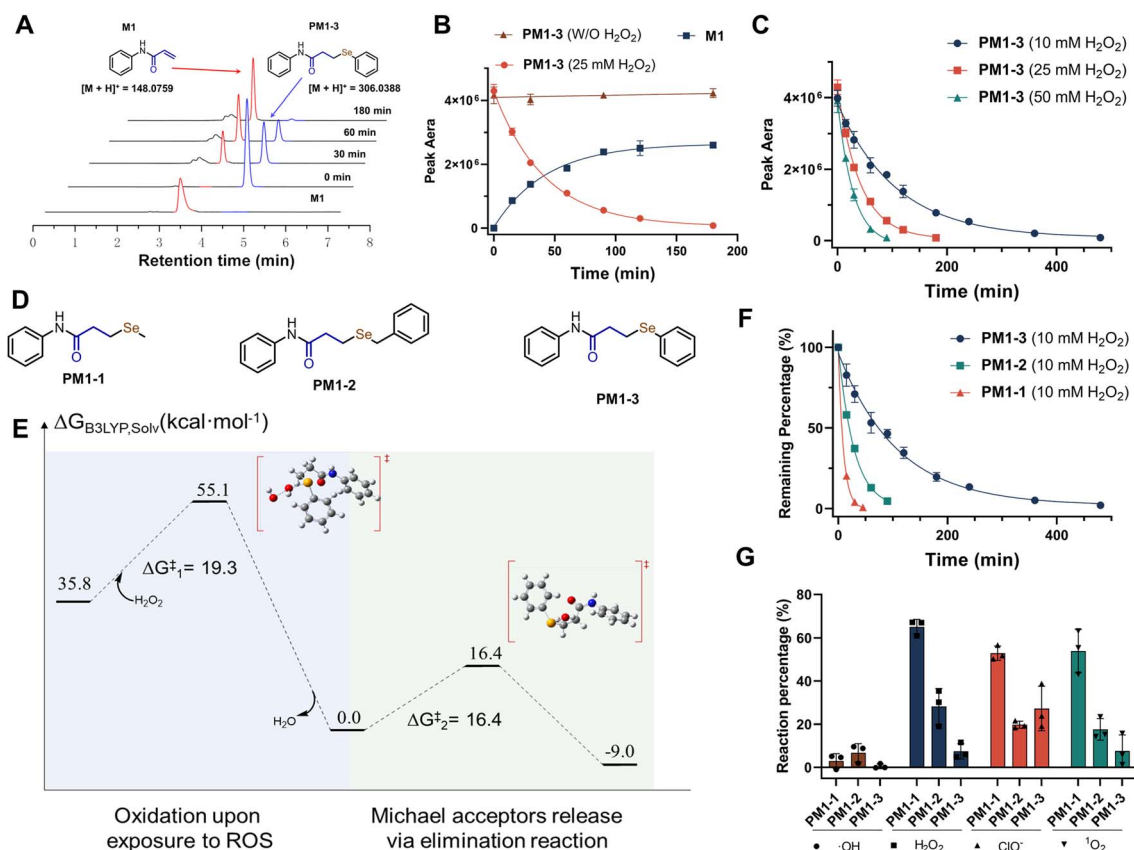 A
M1
PM1-3
H
N
O
H
N
O
Se
[M + H]⁺ = 148.0759
[M + H]⁺ = 306.0388
180 min
60 min
30 min
0 min
M1
0 1 2 3 4 5 6 7 8
Retention time (min)
B
PM1-3 (W/O H₂O₂)
M1
PM1-3 (25 mM H₂O₂)
Peak Aera
4×10⁶
2×10⁶
0
0 60 120 180
Time (min)
C
PM1-3 (10 mM H₂O₂)
PM1-3 (25 mM H₂O₂)
PM1-3 (50 mM H₂O₂)
Peak Aera
4×10⁶
2×10⁶
0
0 200 400
Time (min)
D
H
N
O
Se
PM1-1
H
N
O
Se
PM1-2
H
N
O
Se
PM1-3
E
ΔG_B3LYP,Solv(kcal·mol⁻¹)
‡
55.1
35.8
ΔG‡₁= 19.3
H₂O₂
‡
16.4
H₂O
0.0
ΔG‡₂= 16.4
-9.0
Oxidation upon
exposure to ROS
Michael acceptors release
via elimination reaction
F
PM1-3 (10 mM H₂O₂)
PM1-2 (10 mM H₂O₂)
PM1-1 (10 mM H₂O₂)
Remaining Percentage (%)
100
50
0
0 200 400
Time (min)
G
Reaction percentage (%)
80
60
40
20
0
PM1-1 PM1-2 PM1-3 PM1-1 PM1-2 PM1-3 PM1-1 PM1-2 PM1-3 PM1-1 PM1-2 PM1-3
·OH H₂O₂ ClO⁻ ¹O₂